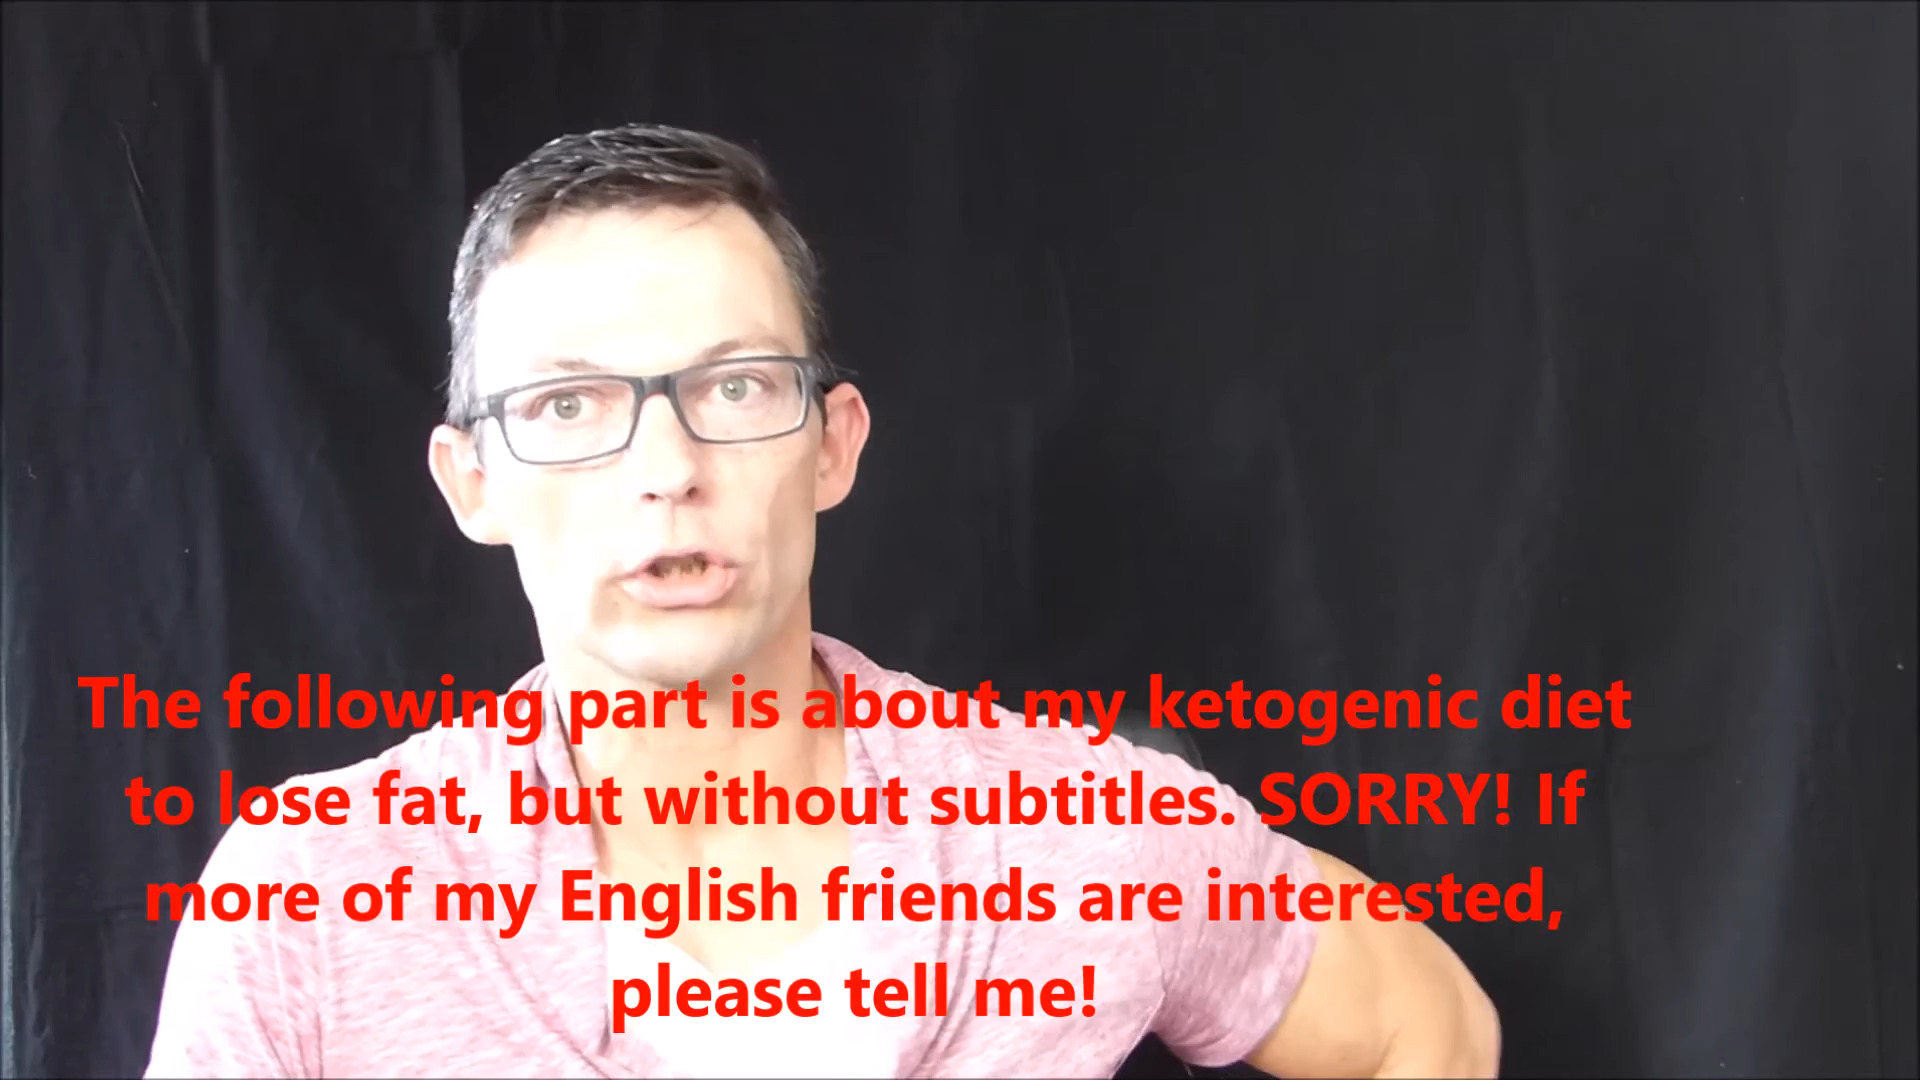 The following part is about my ketogenic diet
to lose fat, but without subtitles. SORRY! If
more of my English friends are interested,
please tell me!